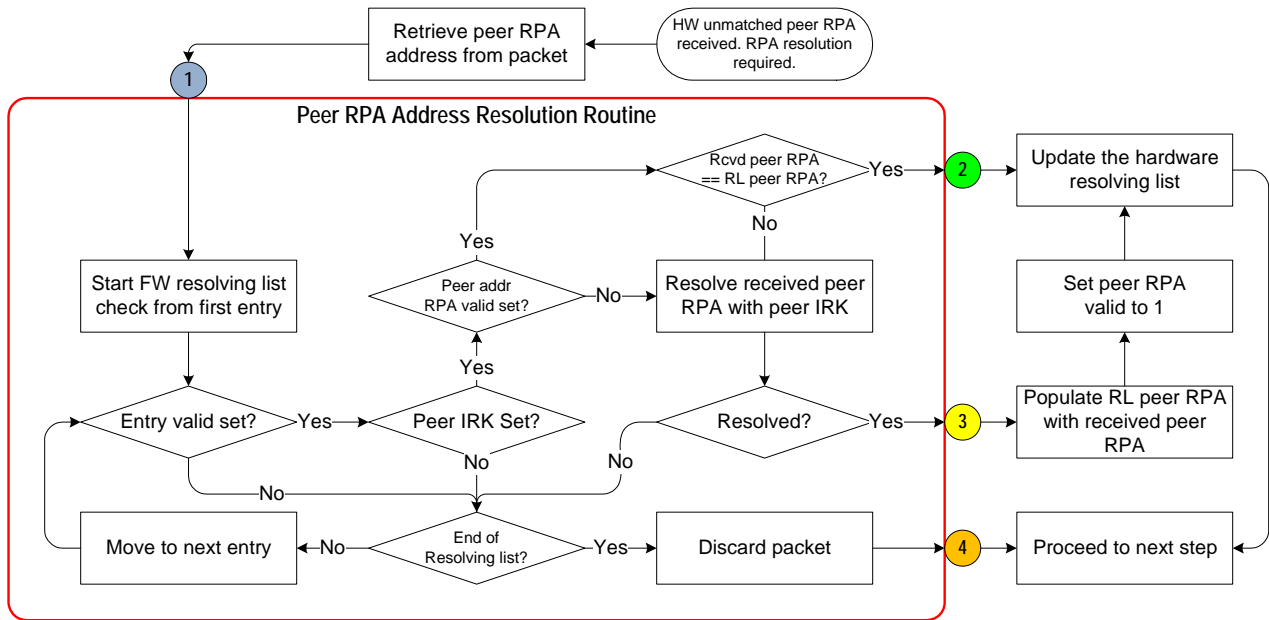 Retrieve peer RPA
address from packet
HW unmatched peer RPA
received. RPA resolution
required.
1
Peer RPA Address Resolution Routine
Rcvd peer RPA
== RL peer RPA?
Yes
2
Update the hardware
resolving list
No
Yes
Start FW resolving list
check from first entry
Peer addr
RPA valid set?
No
Resolve received peer
RPA with peer IRK
Set peer RPA
valid to 1
Yes
Entry valid set?
Yes
Peer IRK Set?
Resolved?
Yes
3
Populate RL peer RPA
with received peer
RPA
No
No
No
Move to next entry
No
End of
Resolving list?
Yes
Discard packet
4
Proceed to next step